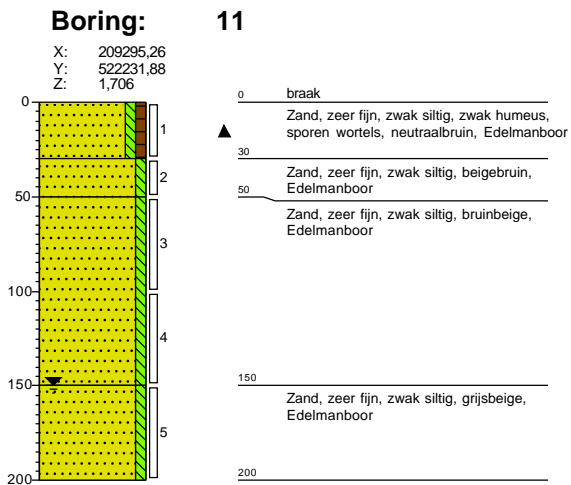 Boring: 11
X: 209295,26
Y: 522231,88
Z: 1,706
0
50
100
150
200
1
2
3
4
5
0 braak
Zand, zeer fijn, zwak siltig, zwak humeus,
sporen wortels, neutraalbruin, Edelmanboor
30
Zand, zeer fijn, zwak siltig, beigebruin,
Edelmanboor
50
Zand, zeer fijn, zwak siltig, bruinbeige,
Edelmanboor
150
Zand, zeer fijn, zwak siltig, grijsbeige,
Edelmanboor
200